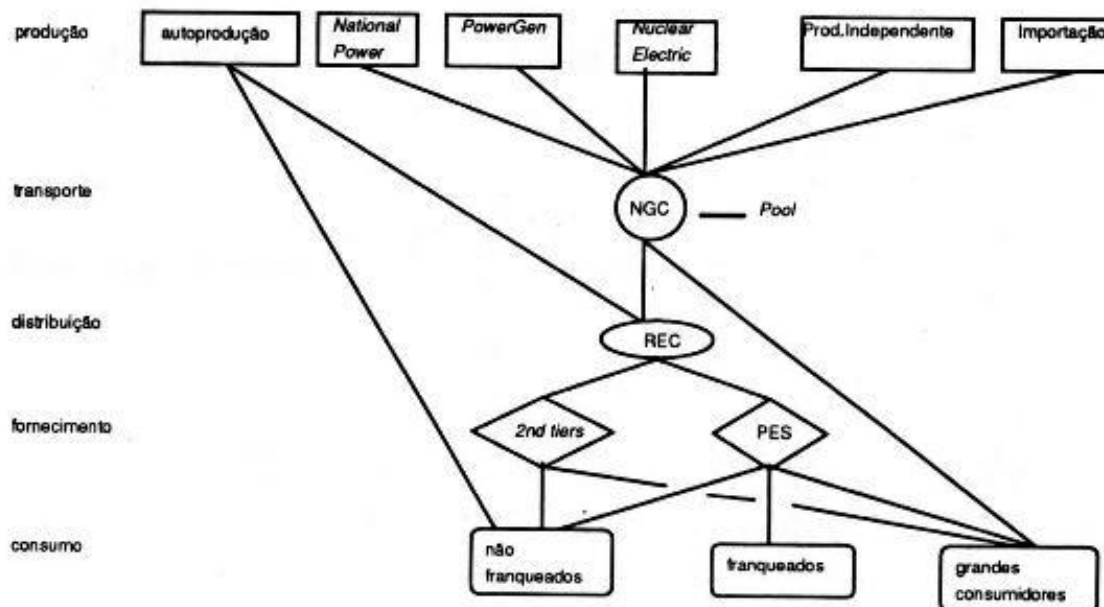 produção
autoprodução
National
Power
PowerGen
Nuclear
Electric
Prod.Independente
Importação
transporte
NGC
Pool
distribuição
REC
fornecimento
2nd tiers
PES
consumo
não
franqueados
franqueados
grandes
consumidores